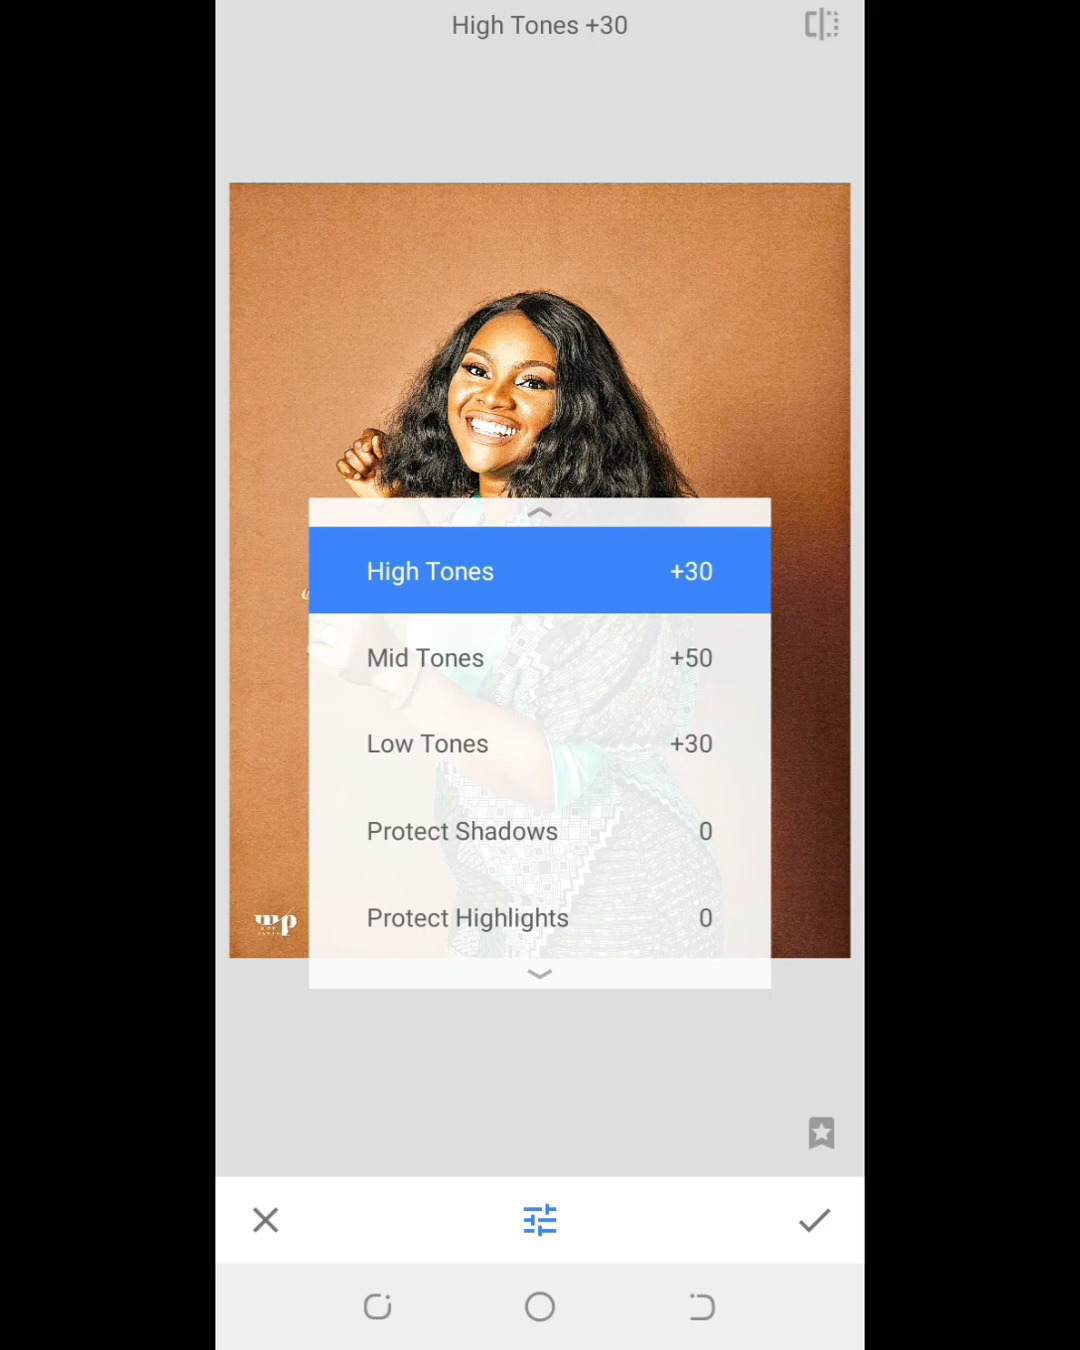 High Tones +30
High Tones +30
Mid Tones +50
Low Tones +30
Protect Shadows 0
Protect Highlights 0